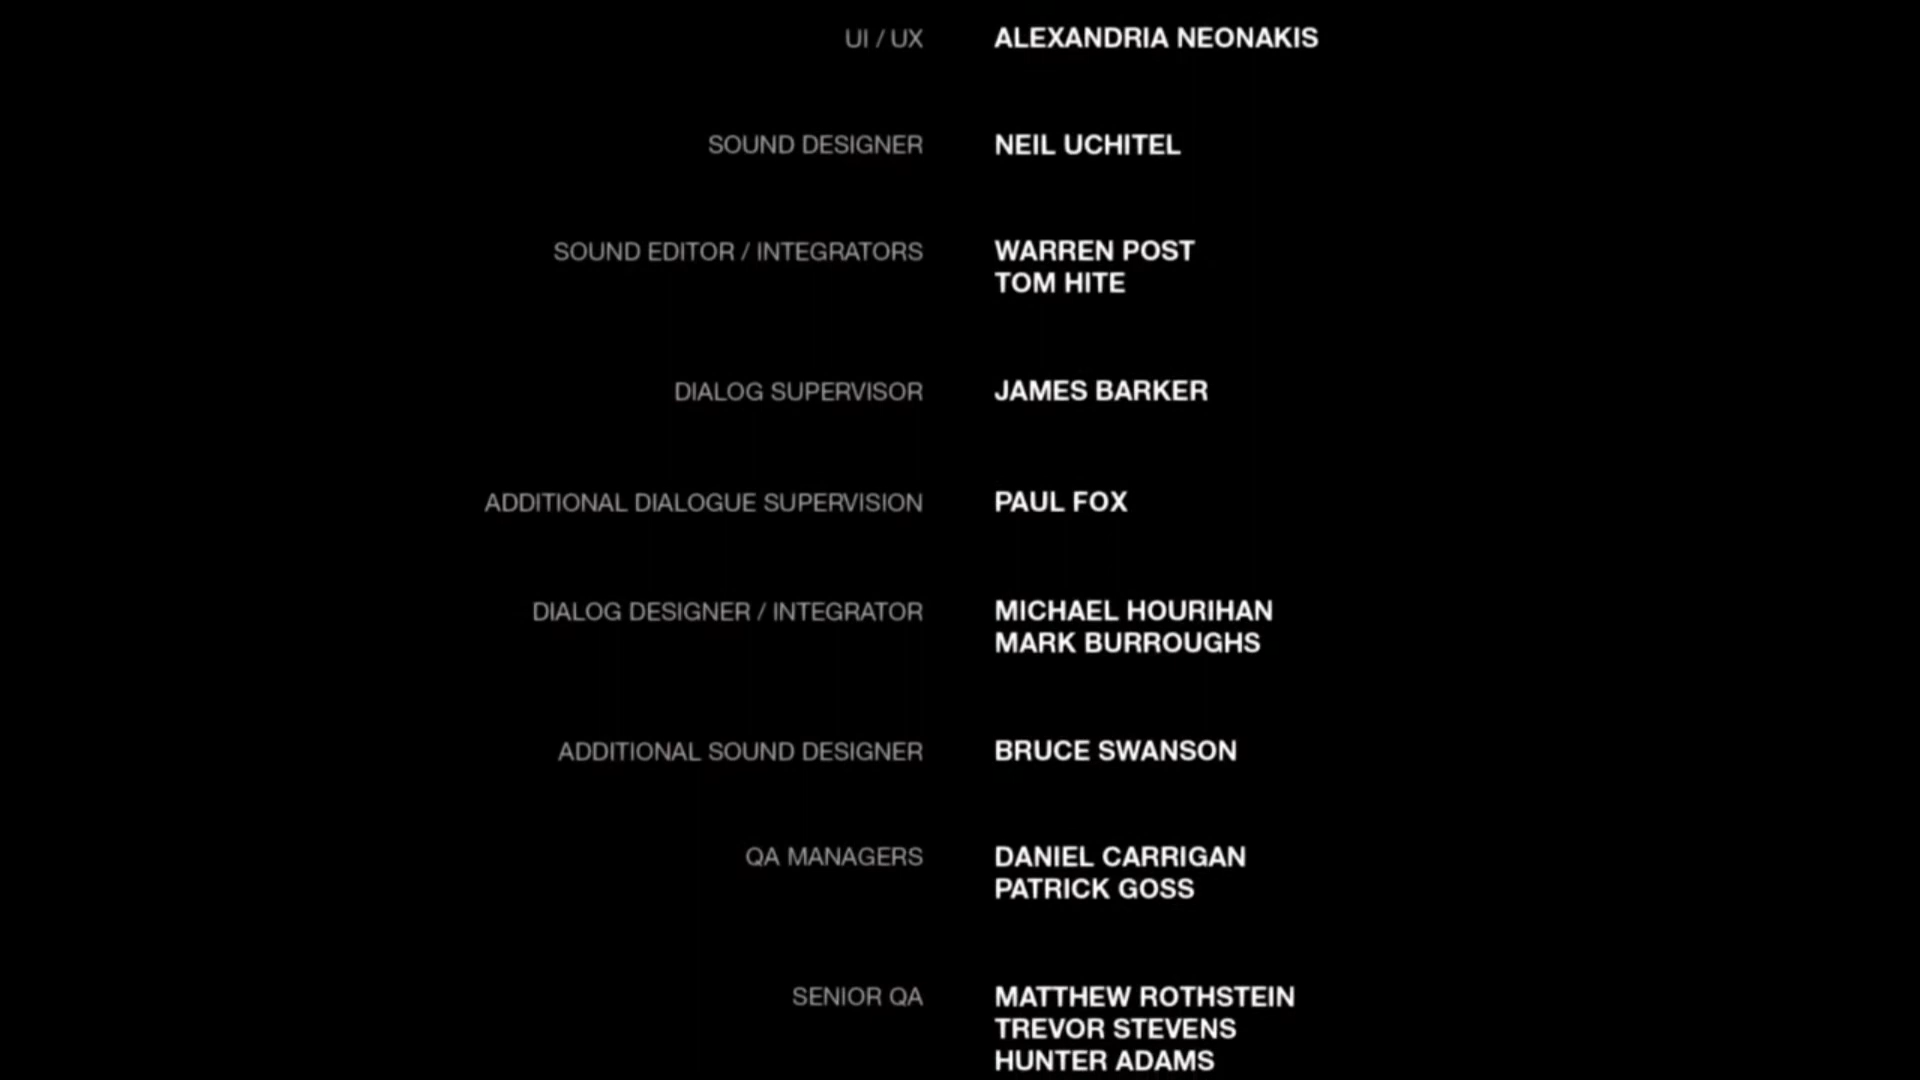 UI / UX ALEXANDRIA NEONAKIS
SOUND DESIGNER NEIL UCHITEL
SOUND EDITOR / INTEGRATORS WARREN POST
TOM HITE
DIALOG SUPERVISOR JAMES BARKER
ADDITIONAL DIALOGUE SUPERVISION PAUL FOX
DIALOG DESIGNER / INTEGRATOR MICHAEL HOURIHAN
MARK BURROUGHS
ADDITIONAL SOUND DESIGNER BRUCE SWANSON
QA MANAGERS DANIEL CARRIGAN
PATRICK GOSS
SENIOR QA MATTHEW ROTHSTEIN
TREVOR STEVENS
HUNTER ADAMS